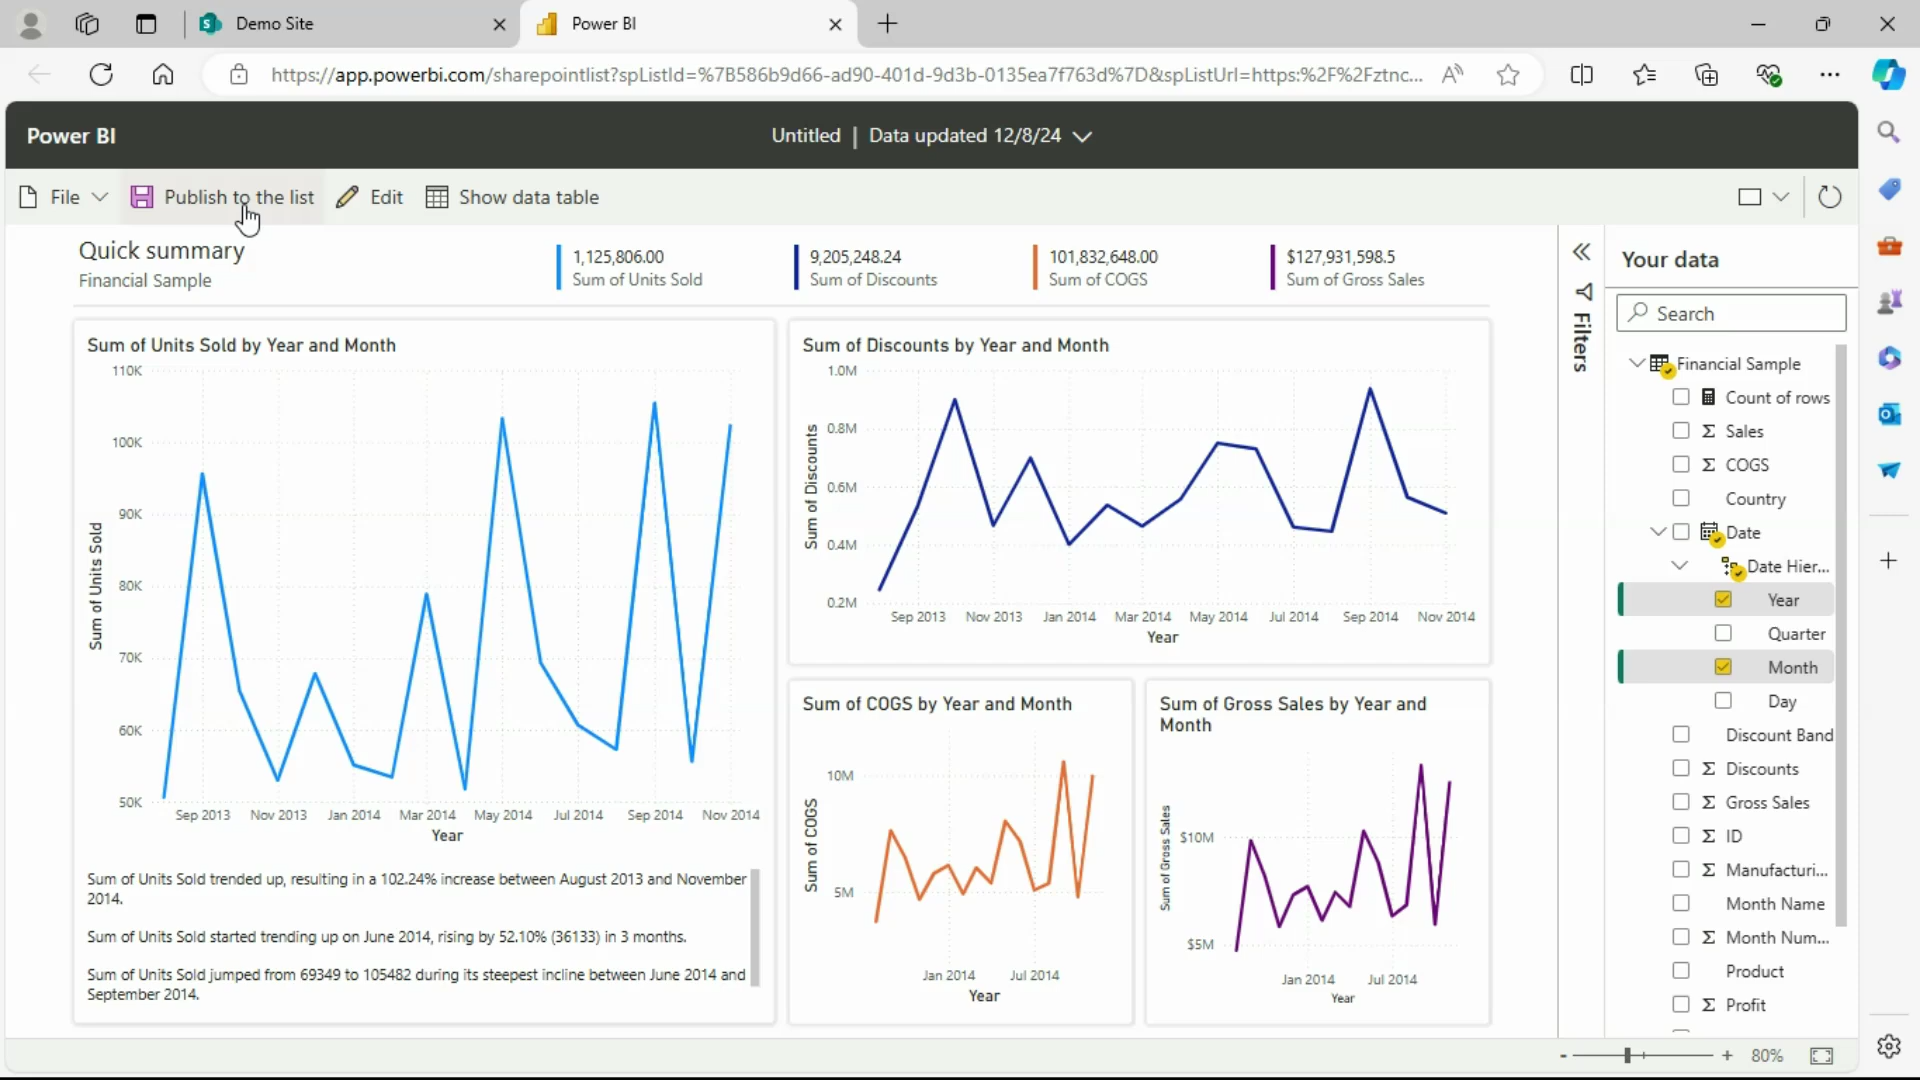 Demo Site
Power BI
https://app.powerbi.com/sharepointlist?spListId=%7B586b9d66-ad90-401d-9d3b-0135ea7f763d%7D&spListUrl=https:%2F%2Fztnc...
Power BI
Untitled | Data updated 12/8/24
File
Publish to the list
Edit
Show data table
Quick summary
Financial Sample
1,125,806.00
Sum of Units Sold
9,205,248.24
Sum of Discounts
101,832,648.00
Sum of COGS
$127,931,598.5
Sum of Gross Sales
Sum of Units Sold by Year and Month
110K
100K
90K
80K
70K
60K
50K
Sum of Units Sold
Sep 2013 Nov 2013 Jan 2014 Mar 2014 May 2014 Jul 2014 Sep 2014 Nov 2014
Year
Sum of Units Sold trended up, resulting in a 102.24% increase between August 2013 and November
2014.
Sum of Units Sold started trending up on June 2014, rising by 52.10% (36133) in 3 months.
Sum of Units Sold jumped from 69349 to 105482 during its steepest incline between June 2014 and
September 2014.
Sum of Discounts by Year and Month
1.0M
0.8M
0.6M
0.4M
0.2M
Sum of Discounts
Sep 2013 Nov 2013 Jan 2014 Mar 2014 May 2014 Jul 2014 Sep 2014 Nov 2014
Year
Sum of COGS by Year and Month
10M
5M
Sum of COGS
Jan 2014 Jul 2014
Year
Sum of Gross Sales by Year and
Month
$10M
$5M
Sum of Gross Sales
Jan 2014 Jul 2014
Year
Filters
Your data
Search
Financial Sample
Count of rows
Σ Sales
Σ COGS
Country
Date
Date Hier...
Year
Quarter
Month
Day
Discount Band
Σ Discounts
Σ Gross Sales
Σ ID
Σ Manufacturi...
Month Name
Σ Month Num...
Product
Σ Profit
- + 80%